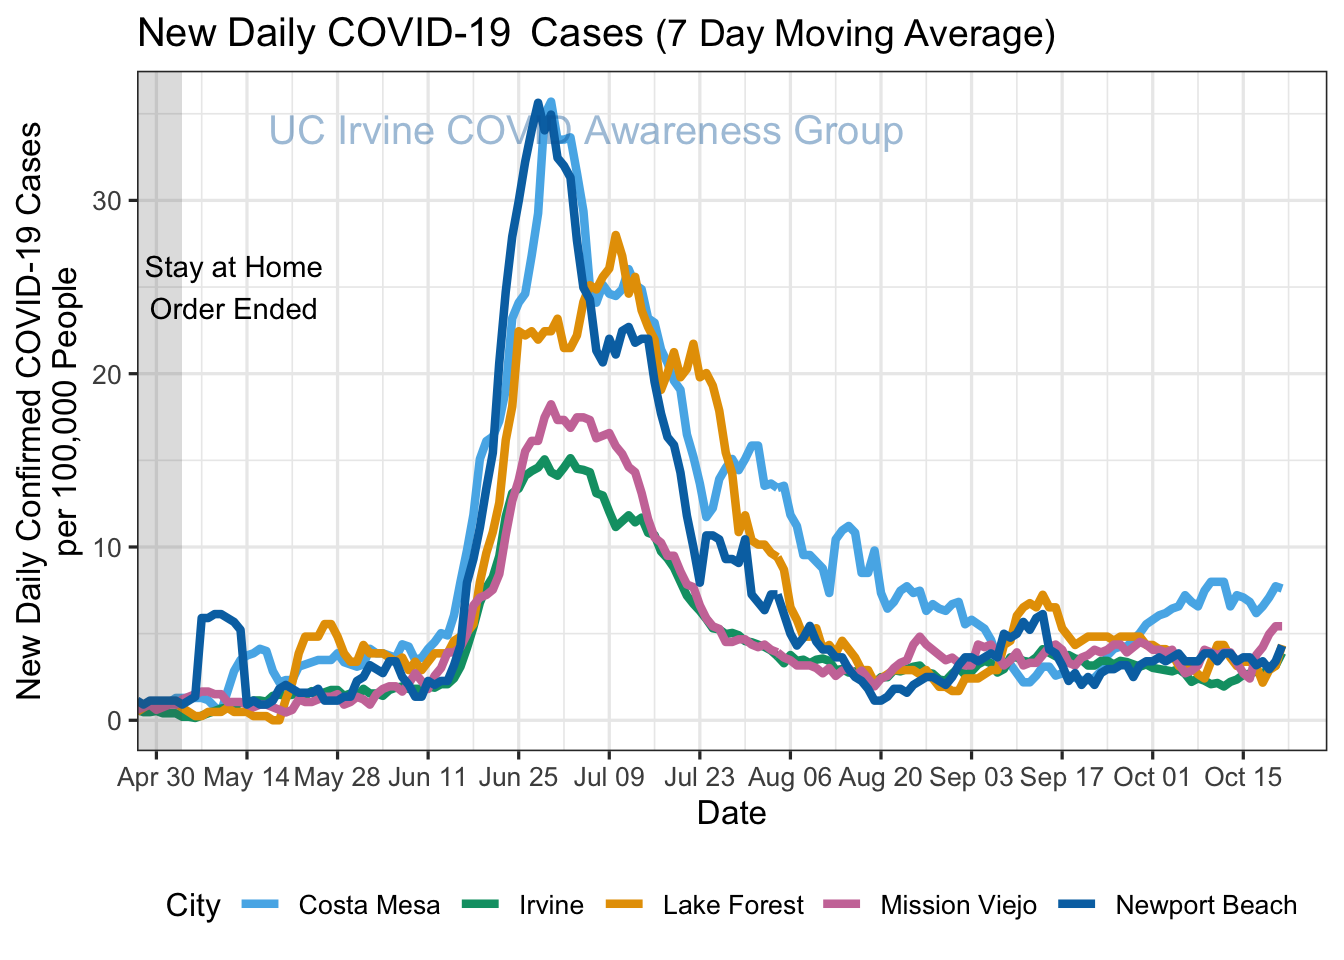 New Daily COVID-19 Cases (7 Day Moving Average)
UC Irvine COVID Awareness Group
New Daily Confirmed COVID-19 Cases
per 100,000 People
30
20
10
0
Stay at Home
Order Ended
Apr 30 May 14 May 28 Jun 11 Jun 25 Jul 09 Jul 23 Aug 06 Aug 20 Sep 03 Sep 17 Oct 01 Oct 15
Date
City Costa Mesa Irvine Lake Forest Mission Viejo Newport Beach